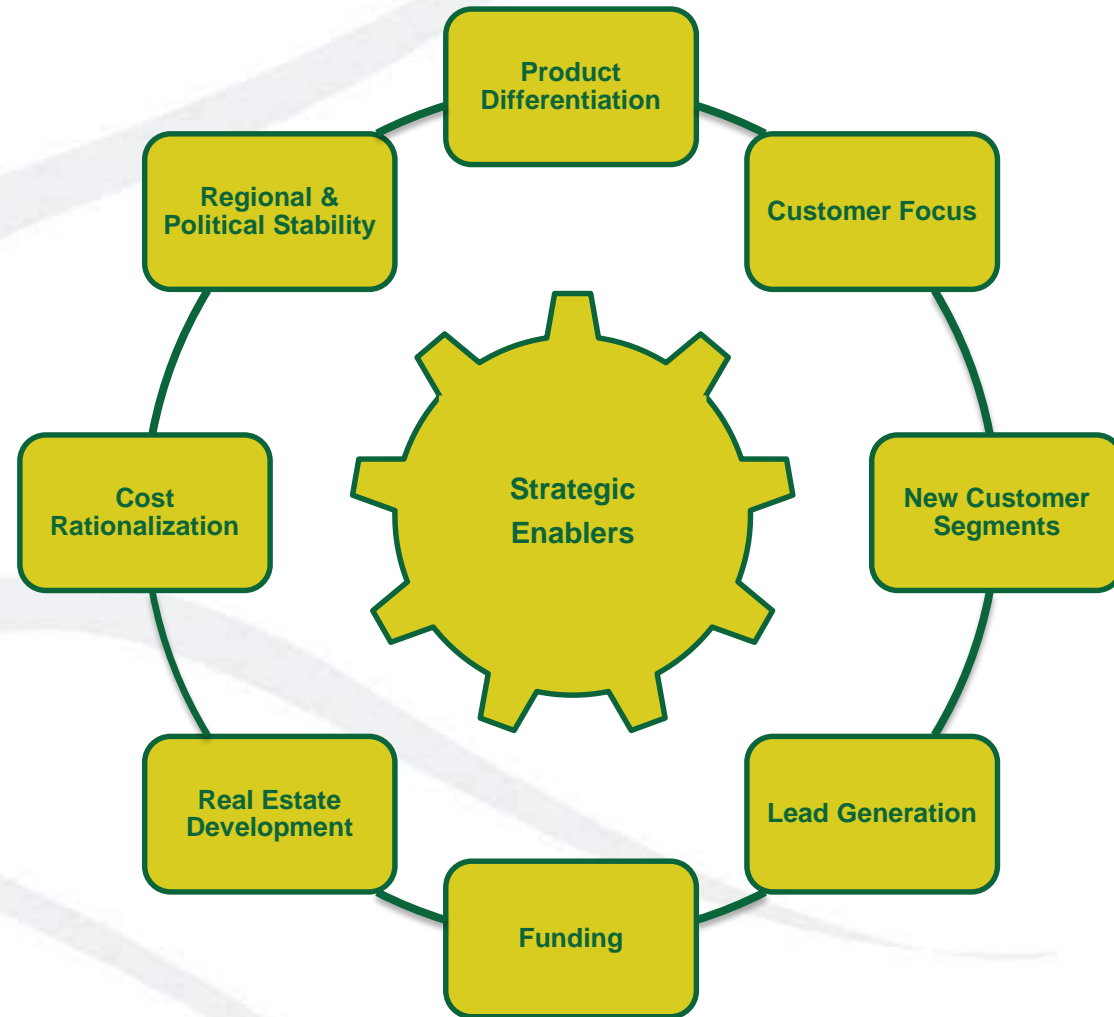 Product
Differentiation
Regional &
Political Stability
Customer Focus
Strategic
Enablers
Cost
Rationalization
New Customer
Segments
Real Estate
Development
Lead Generation
Funding